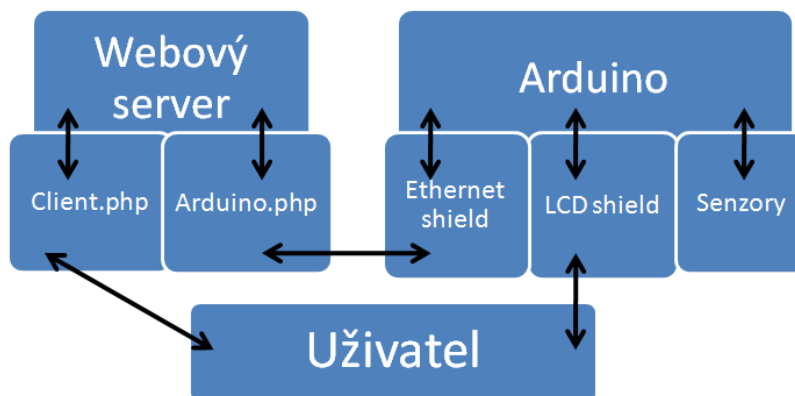 Webový
server
Arduino
Client.php
Arduino.php
Ethernet
shield
LCD shield
Senzory
Uživatel